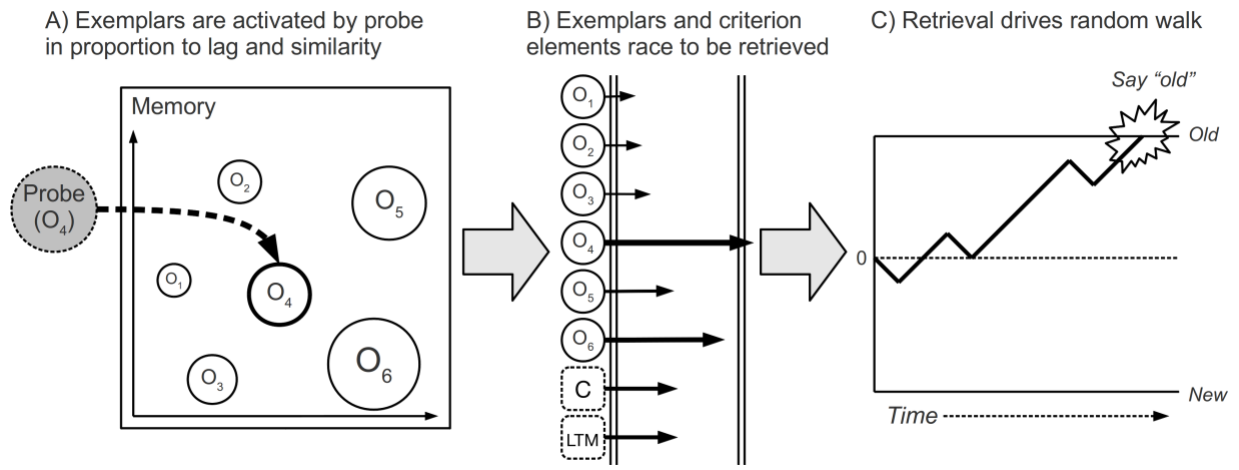 A) Exemplars are activated by probe
in proportion to lag and similarity
Memory
Probe
(O4)
O1
O2
O3
O4
O5
O6
B) Exemplars and criterion
elements race to be retrieved
O1
O2
O3
O4
O5
O6
C
LTM
C) Retrieval drives random walk
Say “old”
Old
0
New
Time